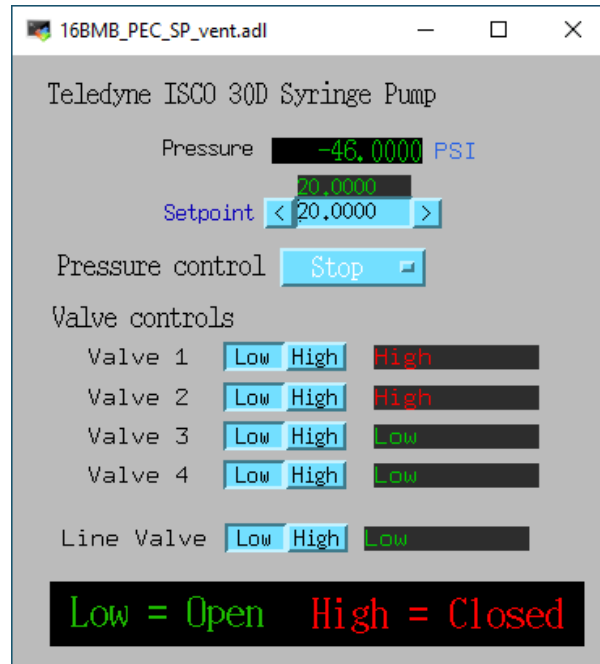 16BMB_PEC_SP_vent.adl
Teledyne ISCO 30D Syringe Pump
Pressure -46.0000 PSI
20.0000
Setpoint < 20.0000 >
Pressure control Stop
Valve controls
Valve 1 Low High High
Valve 2 Low High High
Valve 3 Low High Low
Valve 4 Low High Low
Line Valve Low High Low
Low = Open High = Closed